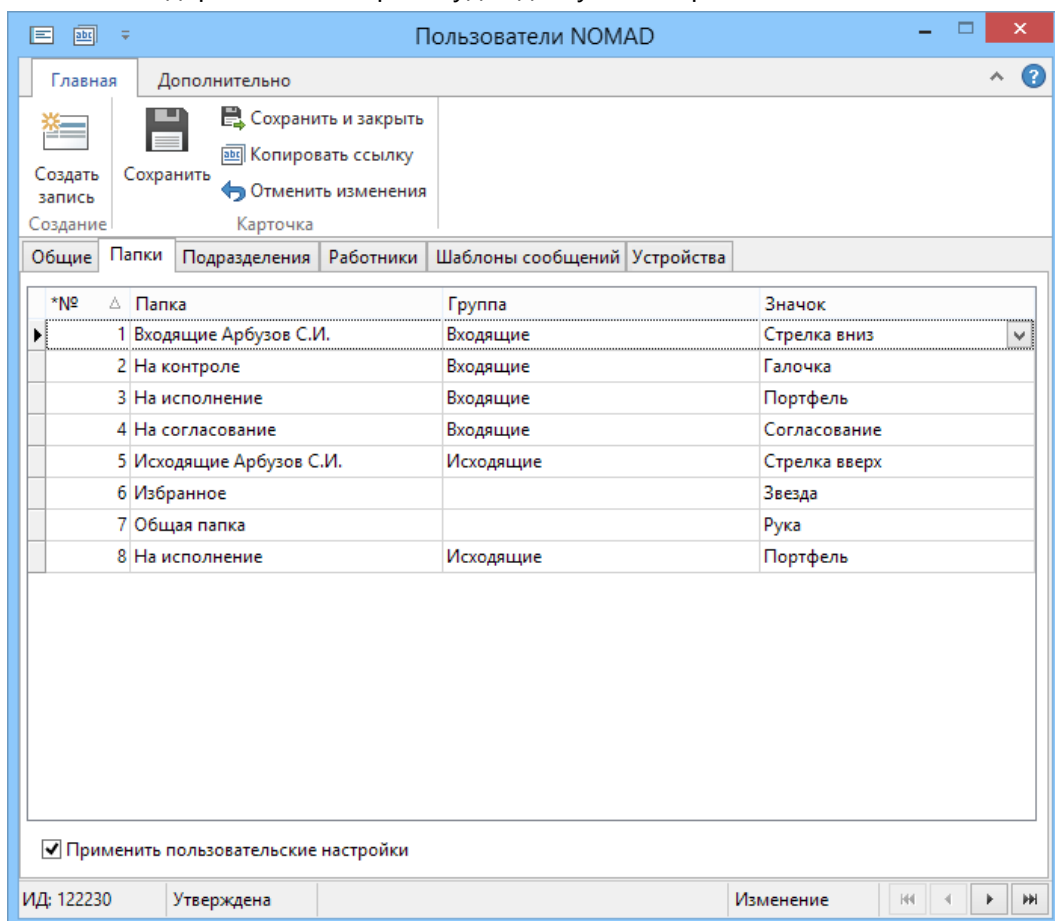 Пользователи NOMAD
Главная Дополнительно
Создать запись
Сохранить
Сохранить и закрыть
Копировать ссылку
Отменить изменения
Создание Карточка
Общие Папки Подразделения Работники Шаблоны сообщений Устройства
*№ Папка Группа Значок
1 Входящие Арбузов С.И. Входящие Стрелка вниз
2 На контроле Входящие Галочка
3 На исполнение Входящие Портфель
4 На согласование Входящие Согласование
5 Исходящие Арбузов С.И. Исходящие Стрелка вверх
6 Избранное Звезда
7 Общая папка Рука
8 На исполнение Исходящие Портфель
Применить пользовательские настройки
ИД: 122230 Утверждена Изменение